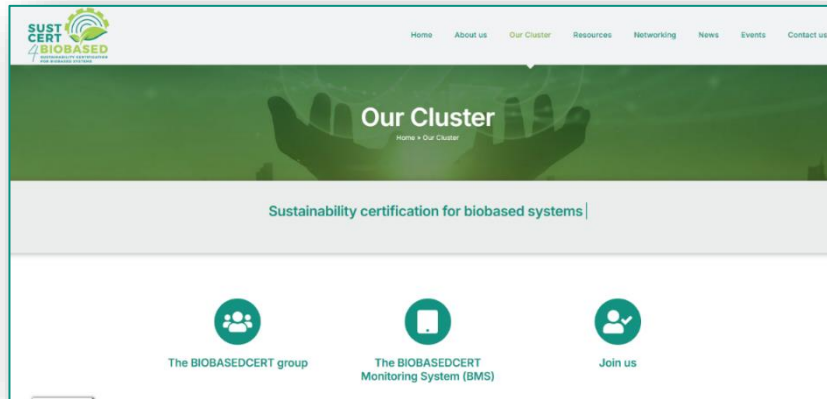 SUST
CERT
4BIOBASED
SUSTAINABILITY CERTIFICATION
FOR BIOBASED SYSTEMS
Home About us Our Cluster Resources Networking News Events Contact us
Our Cluster
Home » Our Cluster
Sustainability certification for biobased systems
The BIOBASEDCERT group
The BIOBASEDCERT
Monitoring System (BMS)
Join us